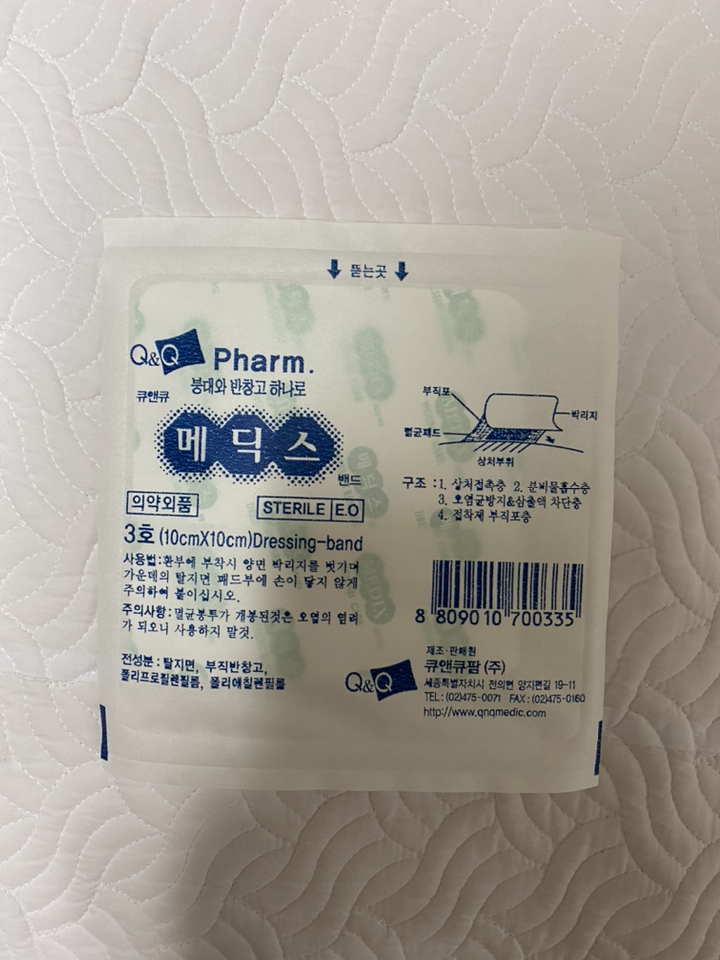 뜯는곳
Q&Q Pharm.
붕대와 반창고 하나로
큐앤큐
메딕스
밴드
의약외품
STERILE E.O
3호 (10cmX10cm)Dressing-band
사용법:환부에 부착시 양면 박리지를 벗기며
가운데의 탈지면 패드부에 손이 닿지 않게
주의하여 붙이십시오.
주의사항:멸균봉투가 개봉된것은 오염의 염려
가 되오니 사용하지 말것.
전성분 : 탈지면, 부직반창고,
폴리프로필렌필름, 폴리에칠렌필름
부직포
박리지
멸균패드
상처부위
구조 :1. 상처접촉층 2. 분비물흡수층
3. 오염균방지&삼출액 차단층
4. 접착제 부직포층
8 809010 700335
제조·판매원
Q&Q
큐앤큐팜 (주)
세종특별자치시 전의면 양지편길 19-11
TEL : (02)475-0071 FAX : (02)475-0160
http://www.qnqmedic.com